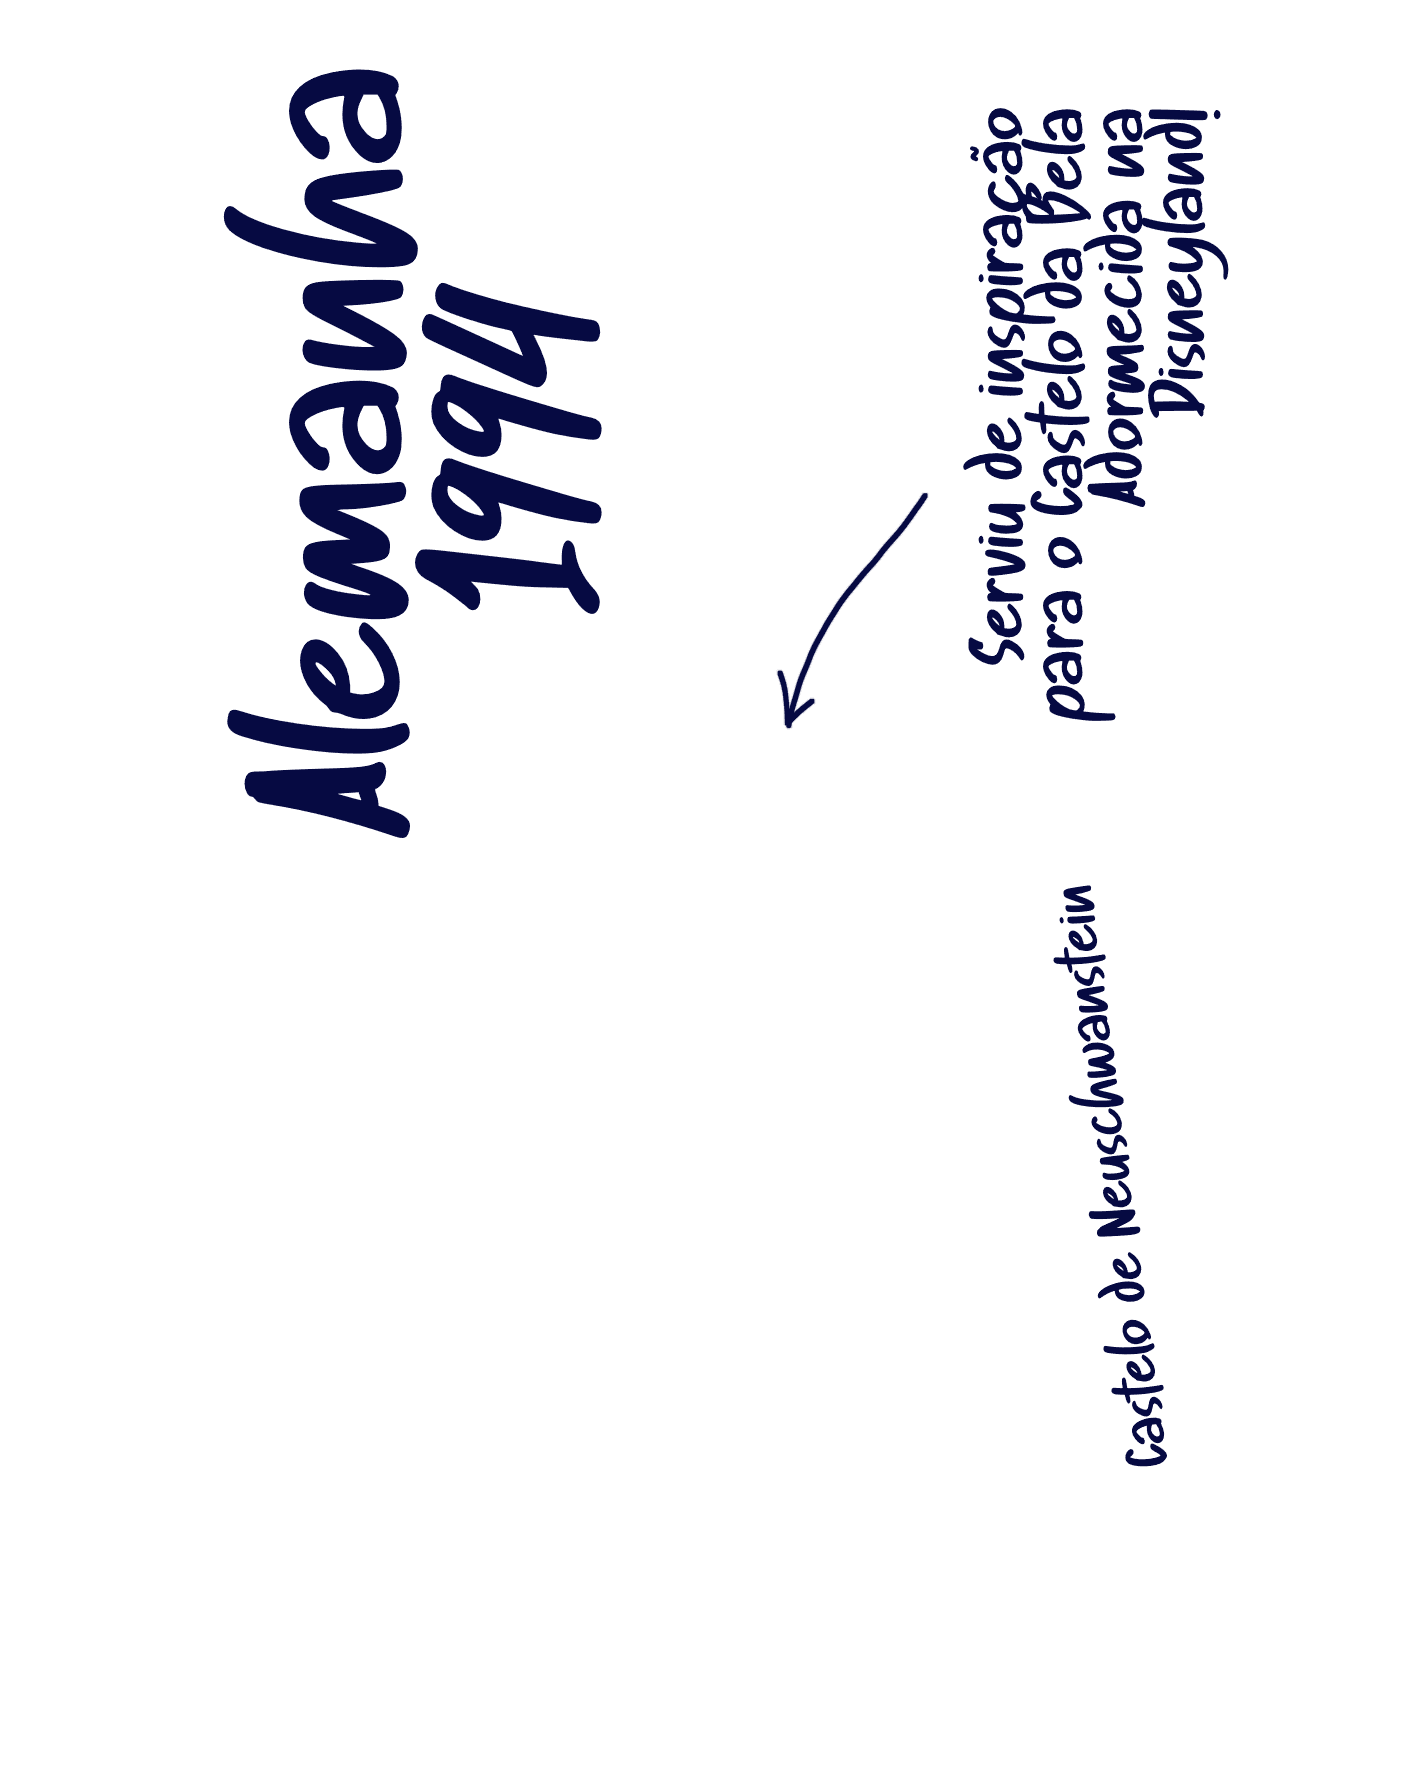 Alemanha
1994
Serviu de inspiração
para o Castelo da Bela
Adormecida na
Disneyland!
Castelo de Neuschwanstein